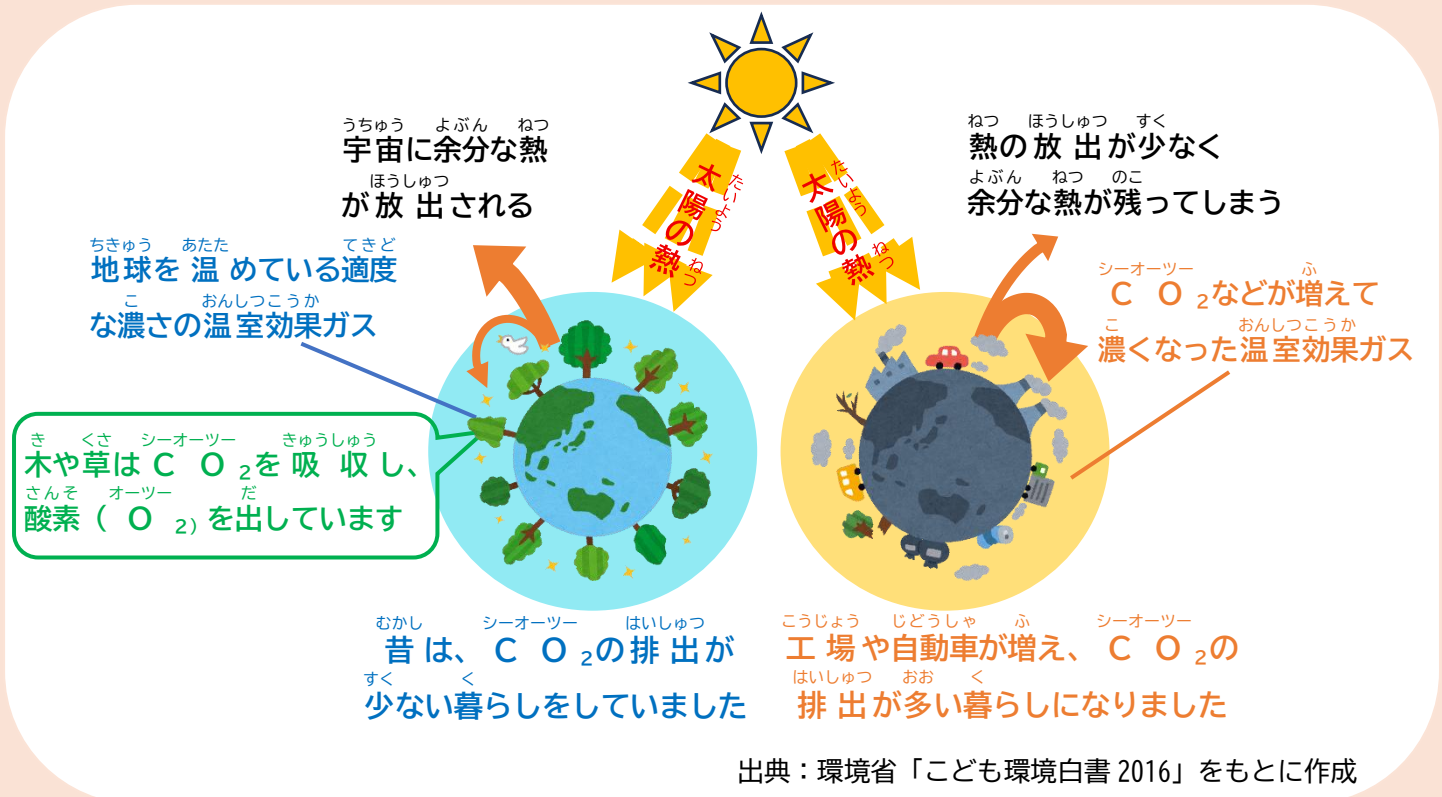 うちゅう よぶん ねつ
宇宙に余分な熱
ほうしゅつ
が放出される
たいよう ねつ
太陽の熱
たいよう ねつ
太陽の熱
ねつ ほうしゅつ すく
熱の放出が少なく
よぶん ねつ のこ
余分な熱が残ってしまう
ちきゅう あたた てきど
地球を温めている適度
こ おんしつこうか
な濃さの温室効果ガス
シーオーツー ふ
CO₂などが増えて
こ おんしつこうか
濃くなった温室効果ガス
き くさ シーオーツー きゅうしゅう
木や草はCO₂を吸収し、
さんそ オーツー だ
酸素(O₂)を出しています
むかし シーオーツー はいしゅつ
昔は、CO₂の排出が
すく く
少ない暮らしをしていました
こうじょう じどうしゃ ふ シーオーツー
工場や自動車が増え、CO₂の
はいしゅつ おお く
排出が多い暮らしになりました
出典：環境省「こども環境白書2016」をもとに作成